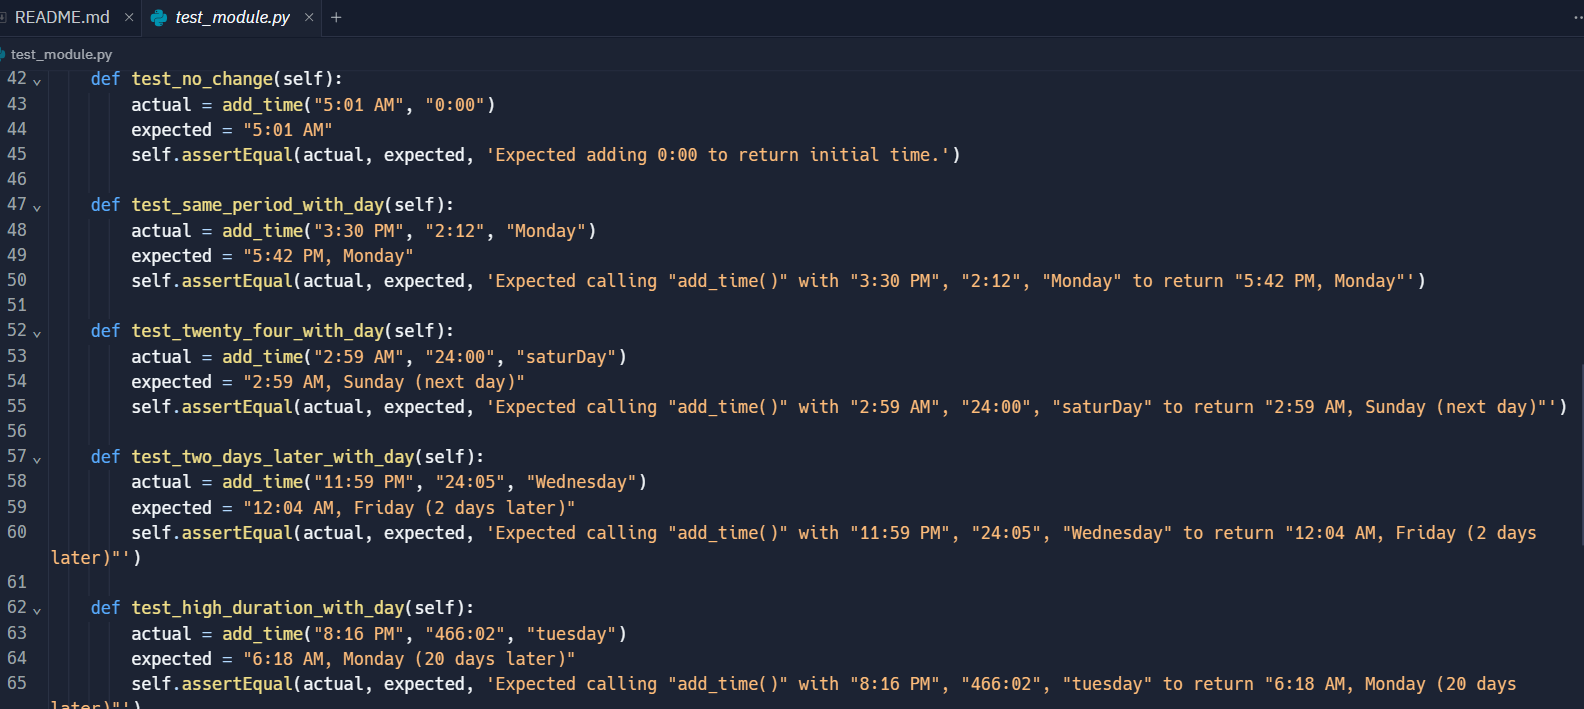 README.md × test_module.py × +
test_module.py
42 def test_no_change(self):
43 actual = add_time("5:01 AM", "0:00")
44 expected = "5:01 AM"
45 self.assertEqual(actual, expected, 'Expected adding 0:00 to return initial time.')
46
47 def test_same_period_with_day(self):
48 actual = add_time("3:30 PM", "2:12", "Monday")
49 expected = "5:42 PM, Monday"
50 self.assertEqual(actual, expected, 'Expected calling "add_time()" with "3:30 PM", "2:12", "Monday" to return "5:42 PM, Monday"')
51
52 def test_twenty_four_with_day(self):
53 actual = add_time("2:59 AM", "24:00", "saturDay")
54 expected = "2:59 AM, Sunday (next day)"
55 self.assertEqual(actual, expected, 'Expected calling "add_time()" with "2:59 AM", "24:00", "saturDay" to return "2:59 AM, Sunday (next day)"')
56
57 def test_two_days_later_with_day(self):
58 actual = add_time("11:59 PM", "24:05", "Wednesday")
59 expected = "12:04 AM, Friday (2 days later)"
60 self.assertEqual(actual, expected, 'Expected calling "add_time()" with "11:59 PM", "24:05", "Wednesday" to return "12:04 AM, Friday (2 days
later)"')
61
62 def test_high_duration_with_day(self):
63 actual = add_time("8:16 PM", "466:02", "tuesday")
64 expected = "6:18 AM, Monday (20 days later)"
65 self.assertEqual(actual, expected, 'Expected calling "add_time()" with "8:16 PM", "466:02", "tuesday" to return "6:18 AM, Monday (20 days
later)"')